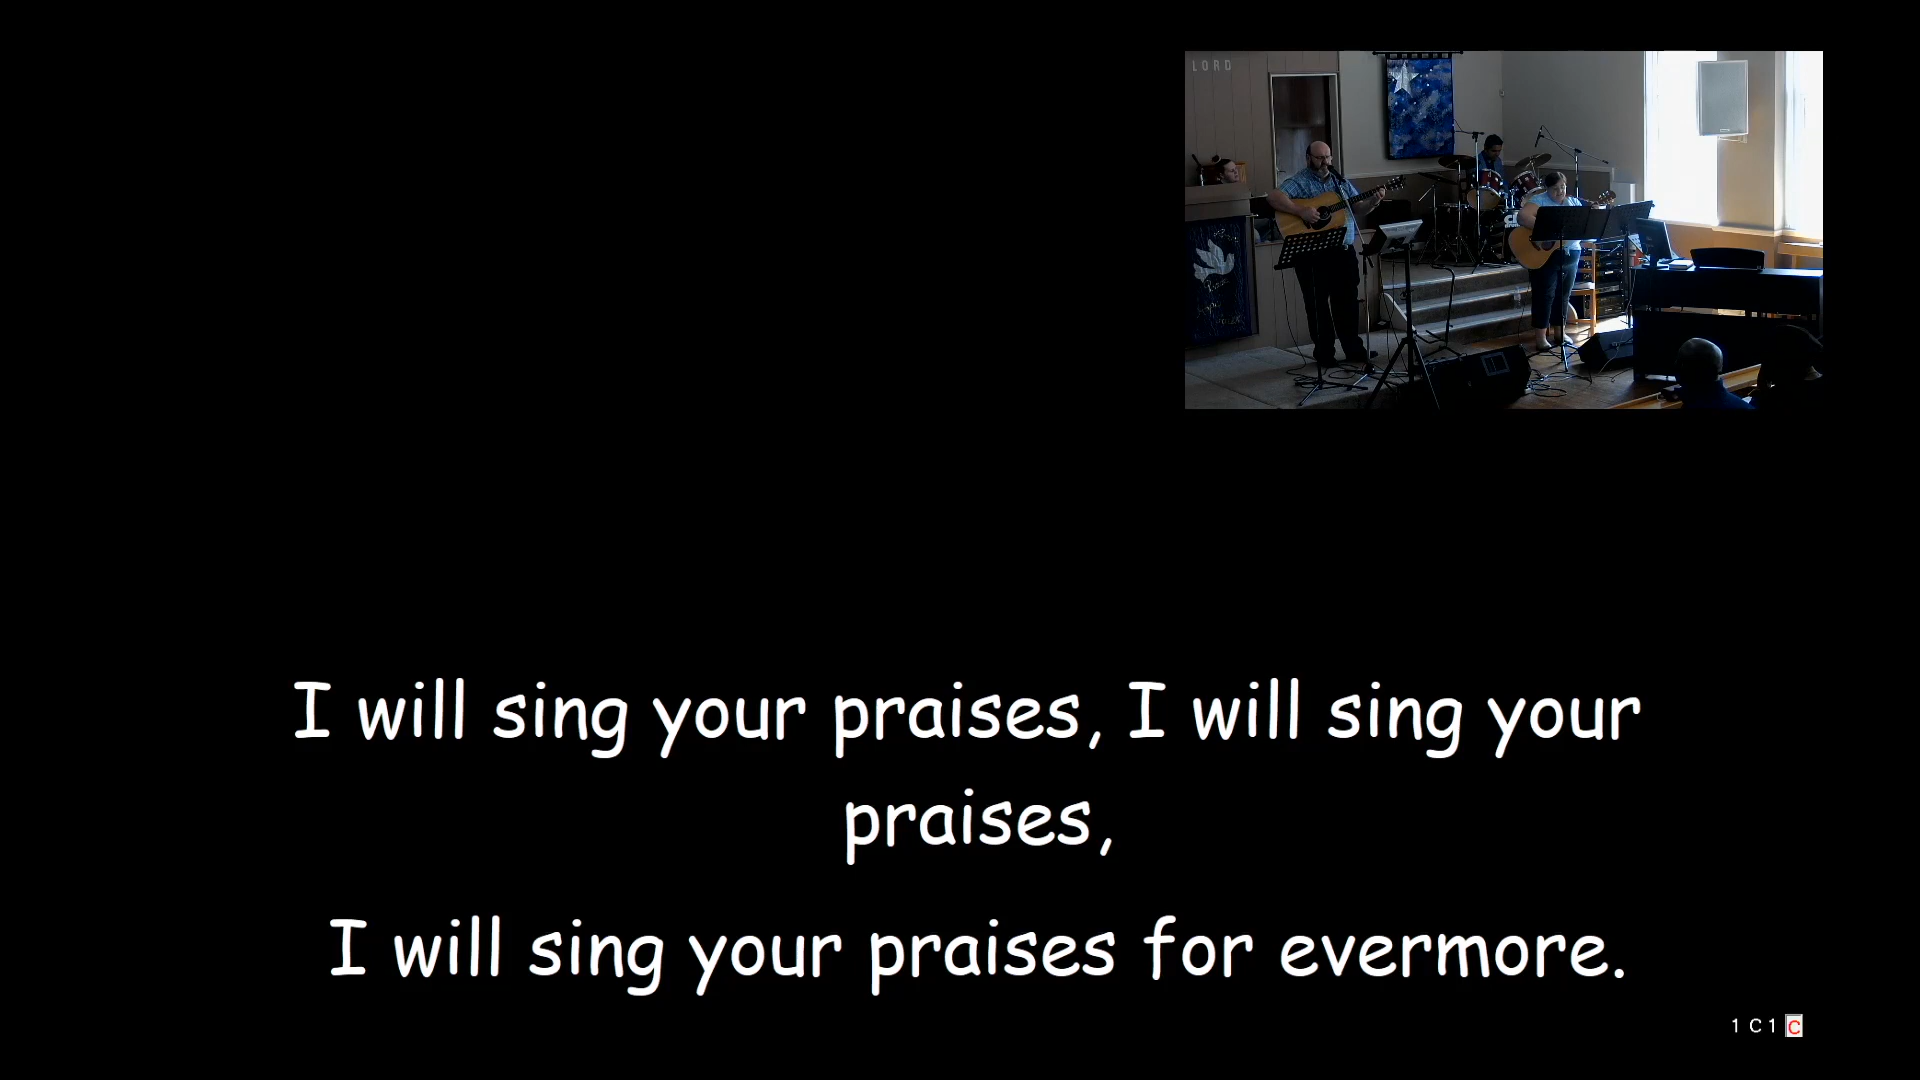 LORD
I will sing your praises, I will sing your
praises,
I will sing your praises for evermore.
1 C 1 C